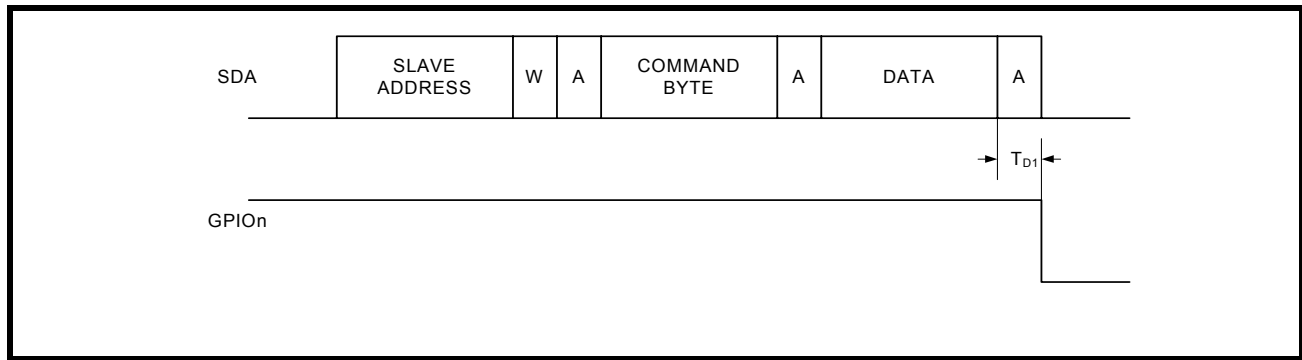 SDA
SLAVE
ADDRESS
W
A
COMMAND
BYTE
A
DATA
A
TD1
GPIOn